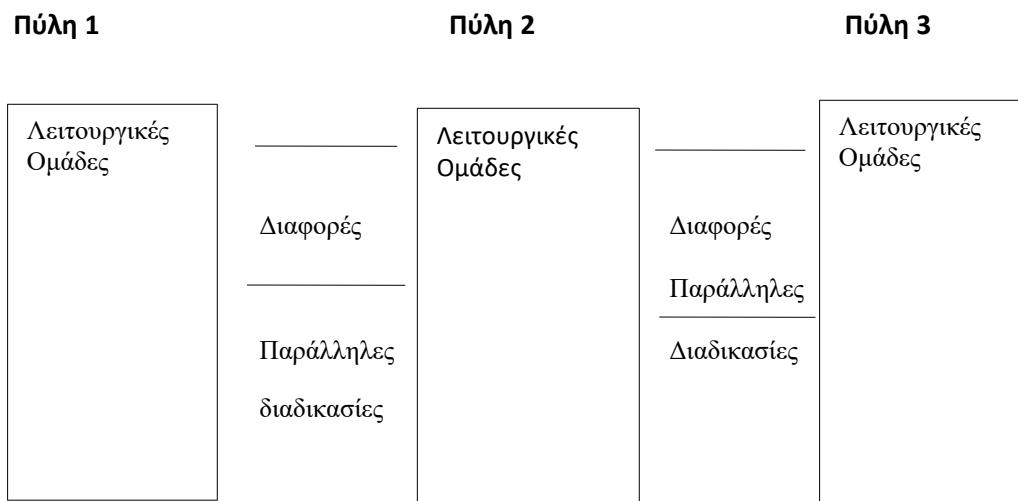 Πύλη 1
Πύλη 2
Πύλη 3
Λειτουργικές
Ομάδες
Διαφορές
Παράλληλες
διαδικασίες
Λειτουργικές
Ομάδες
Διαφορές
Παράλληλες
Διαδικασίες
Λειτουργικές
Ομάδες